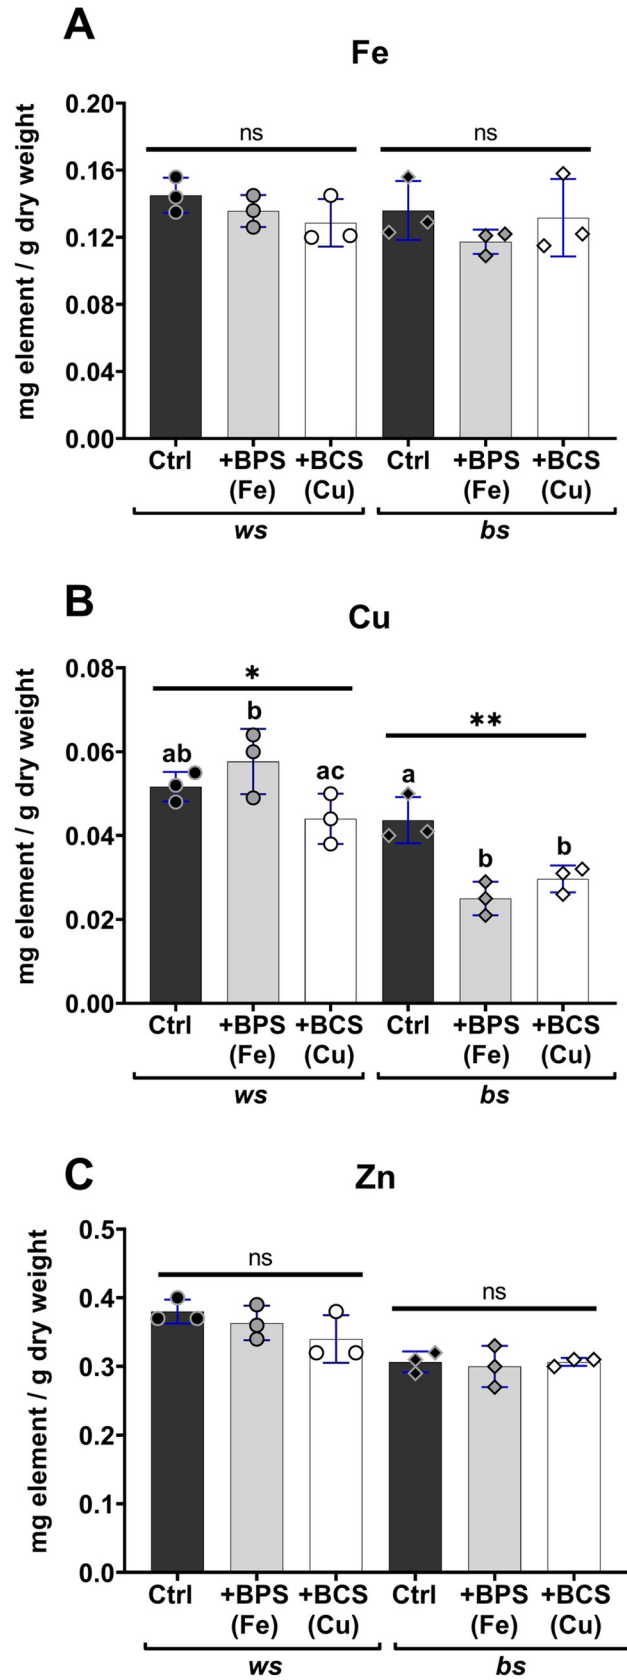 A
Fe
mg element / g dry weight
0.20
0.16
0.12
0.08
0.04
0.00
ns
ns
Ctrl +BPS +BCS Ctrl +BPS +BCS
(Fe) (Cu) (Fe) (Cu)
ws bs
B
Cu
mg element / g dry weight
0.08
0.06
0.04
0.02
0.00
* **
ab b ac a b b
Ctrl +BPS +BCS Ctrl +BPS +BCS
(Fe) (Cu) (Fe) (Cu)
ws bs
C
Zn
mg element / g dry weight
0.5
0.4
0.3
0.2
0.1
0.0
ns
ns
Ctrl +BPS +BCS Ctrl +BPS +BCS
(Fe) (Cu) (Fe) (Cu)
ws bs